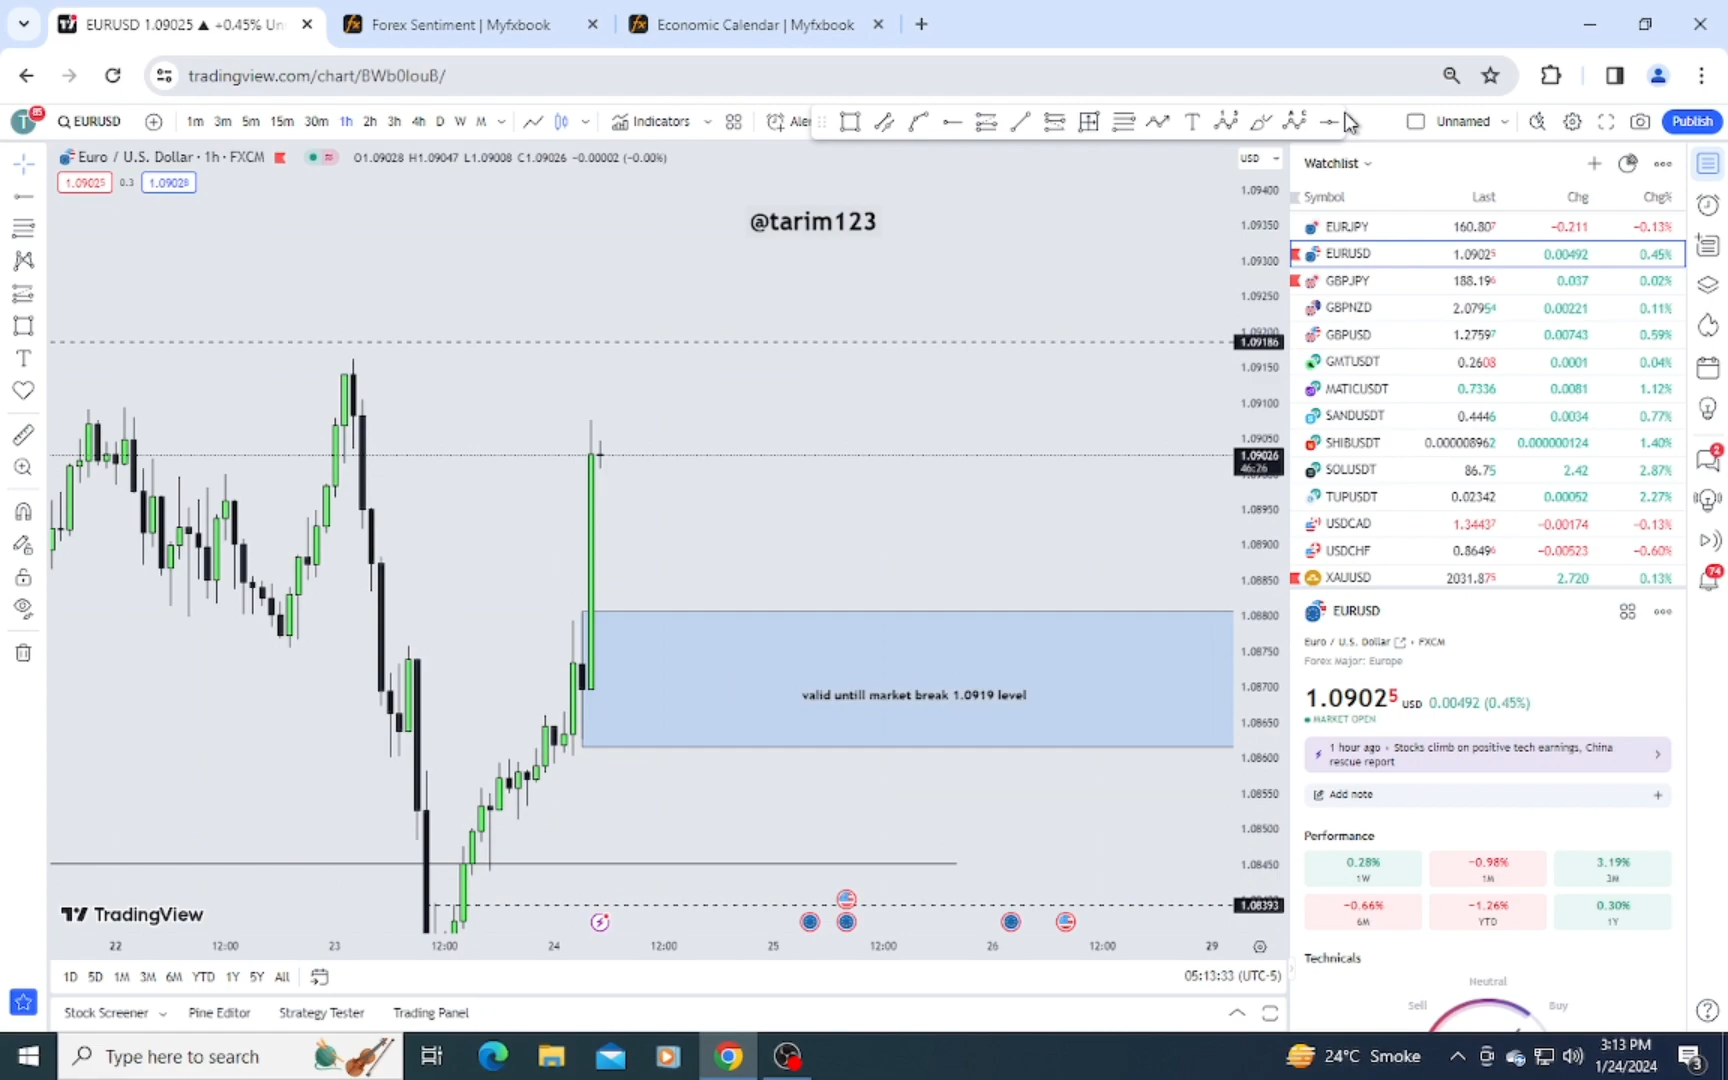 EURUSD 1.09025 ▲ +0.45% Un
Forex Sentiment | Myfxbook
Economic Calendar | Myfxbook
tradingview.com/chart/BWb0IouB/
T
85
EURUSD
1m 3m 5m 15m 30m 1h 2h 3h 4h D W M
Indicators
Aler
Unnamed
Publish
Euro / U.S. Dollar · 1h · FXCM
O1.09028 H1.09047 L1.09008 C1.09026 −0.00002 (−0.00%)
1.09025 0.3 1.09028
@tarim123
USD
1.09400
1.09350
1.09300
1.09250
1.09200
1.09186
1.09150
1.09100
1.09050
1.09026
46:26
1.08950
1.08900
1.08850
1.08800
1.08750
1.08700
1.08650
1.08600
1.08550
1.08500
1.08450
1.08393
valid untill market break 1.0919 level
TradingView
22 12:00 23 12:00 24 12:00 25 12:00 26 12:00 29
1D 5D 1M 3M 6M YTD 1Y 5Y All
05:13:33 (UTC-5)
Stock Screener Pine Editor Strategy Tester Trading Panel
Watchlist
Symbol Last Chg Chg%
EURJPY 160.807 −0.211 −0.13%
EURUSD 1.09025 0.00492 0.45%
GBPJPY 188.196 0.037 0.02%
GBPNZD 2.07954 0.00221 0.11%
GBPUSD 1.27597 0.00743 0.59%
GMTUSDT 0.2608 0.0001 0.04%
MATICUSDT 0.7336 0.0081 1.12%
SANDUSDT 0.4446 0.0034 0.77%
SHIBUSDT 0.000008962 0.000000124 1.40%
SOLUSDT 86.75 2.42 2.87%
TUPUSDT 0.02342 0.00052 2.27%
USDCAD 1.34437 −0.00174 −0.13%
USDCHF 0.86496 −0.00523 −0.60%
XAUUSD 2031.875 2.720 0.13%
EURUSD
Euro / U.S. Dollar • FXCM
Forex Major: Europe
1.09025 USD 0.00492 (0.45%)
MARKET OPEN
1 hour ago • Stocks climb on positive tech earnings, China
rescue report
Add note
Performance
0.28% −0.98% 3.19%
1W 1M 3M
−0.66% −1.26% 0.30%
6M YTD 1Y
Technicals
Neutral
Sell Buy
2
74
Type here to search
24°C Smoke
3:13 PM
1/24/2024
3